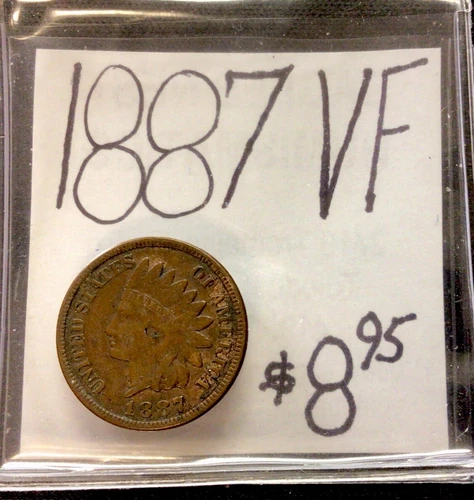 1887 VF
UNITED STATES OF AMERICA
1887
$8.95